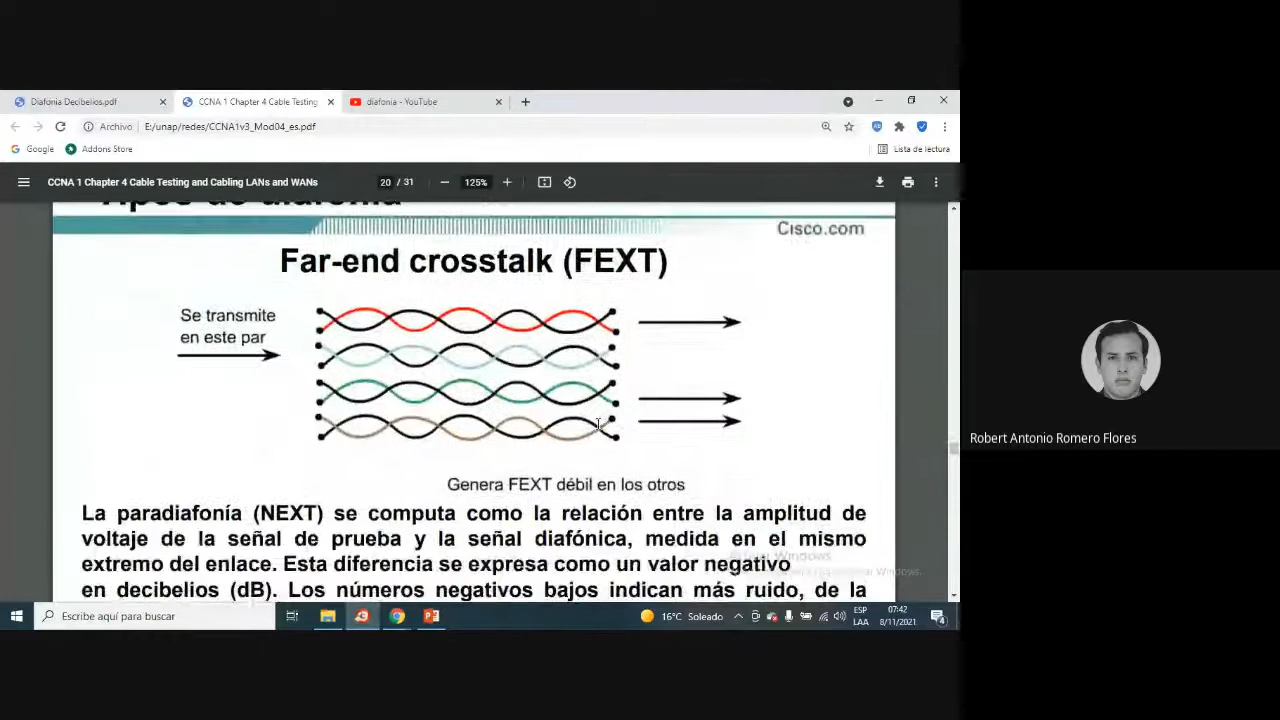 Diafonia Decibelios.pdf
CCNA 1 Chapter 4 Cable Testing
diafonia - YouTube
Archivo E:/unap/redes/CCNA1v3_Mod04_es.pdf
Google Addons Store Lista de lectura
CCNA 1 Chapter 4 Cable Testing and Cabling LANs and WANs 20 / 31 125%
Tipos de diafonía
Cisco.com
Far-end crosstalk (FEXT)
Se transmite
en este par
Genera FEXT débil en los otros
La paradiafonía (NEXT) se computa como la relación entre la amplitud de
voltaje de la señal de prueba y la señal diafónica, medida en el mismo
extremo del enlace. Esta diferencia se expresa como un valor negativo
en decibelios (dB). Los números negativos bajos indican más ruido, de la
Windows
Windows.
Robert Antonio Romero Flores
Escribe aquí para buscar
16°C Soleado
ESP
LAA
07:42
8/11/2021
4